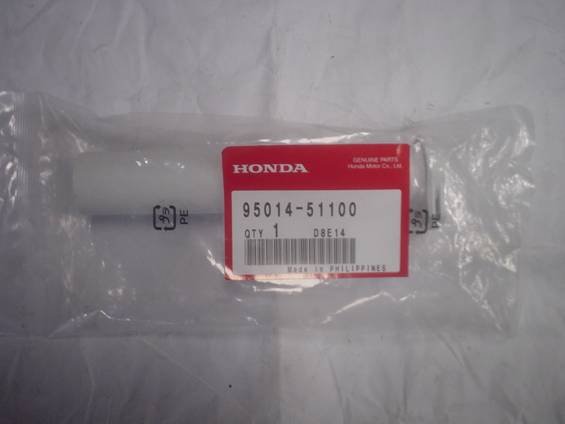 HONDA
GENUINE PARTS
Honda Motor Co., Ltd.
95014-51100
QTY 1 D8E14
Made in PHILIPPINES
PE
PE